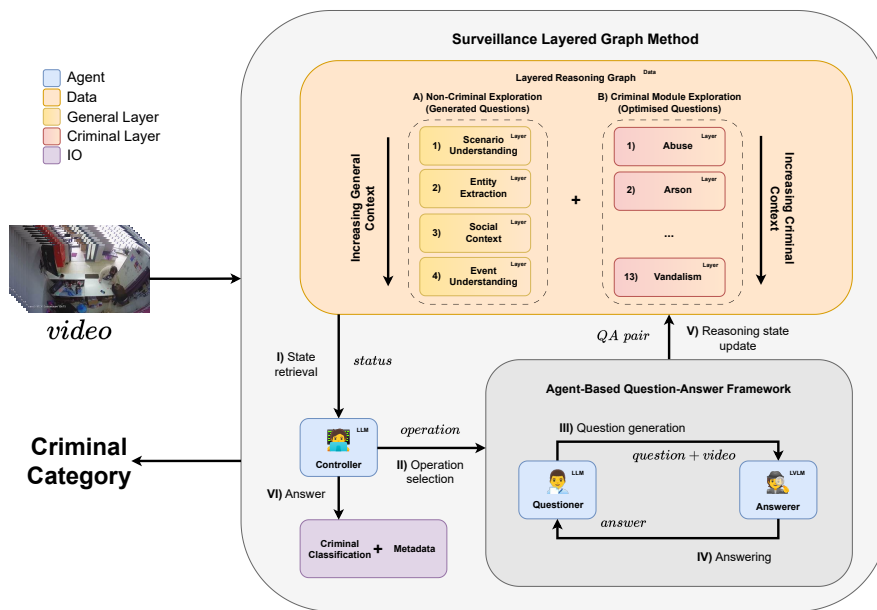 Surveillance Layered Graph Method
Agent
Data
General Layer
Criminal Layer
IO
Layered Reasoning Graph Data
A) Non-Criminal Exploration
(Generated Questions)
1) Scenario Layer
Understanding
2) Entity Layer
Extraction
3) Social Layer
Context
4) Event Layer
Understanding
Increasing General
Context
+
B) Criminal Module Exploration
(Optimised Questions)
1) Abuse Layer
2) Arson Layer
...
13) Vandalism Layer
Increasing Criminal
Context
video
I) State
retrieval
status
QA pair
V) Reasoning state
update
Agent-Based Question-Answer Framework
LLM
Controller
operation
II) Operation
selection
III) Question generation
question + video
LLM
Questioner
LVLM
Answerer
answer
IV) Answering
VI) Answer
Criminal
Classification + Metadata
Criminal
Category